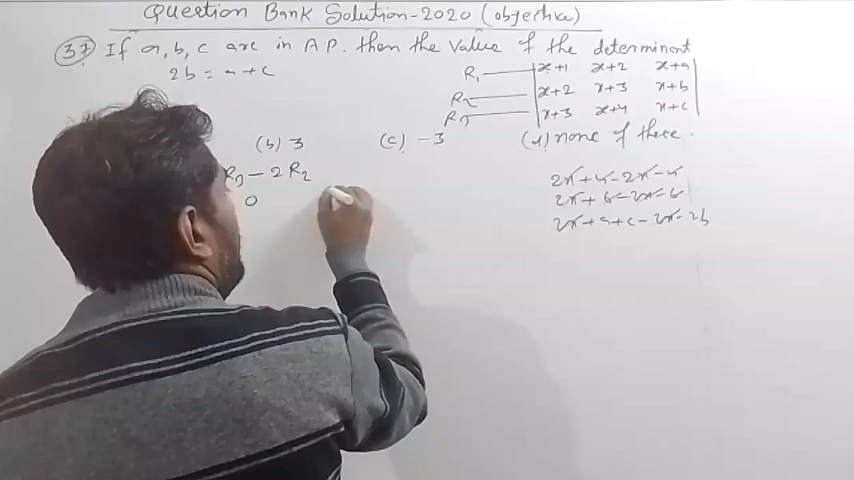 Question Bank Solution-2020 (objective)
37 If a, b, c are in A.P. then the value of the determinant
2b = a + c
R1 x+1 x+2 x+a
R2 x+2 x+3 x+b
R3 x+3 x+4 x+c
(b) 3 (c) -3 (d) none of these.
R3 - 2R2
0
2x+4-2x-4
2x+6-2x-6
2x+a+c-2x-2b